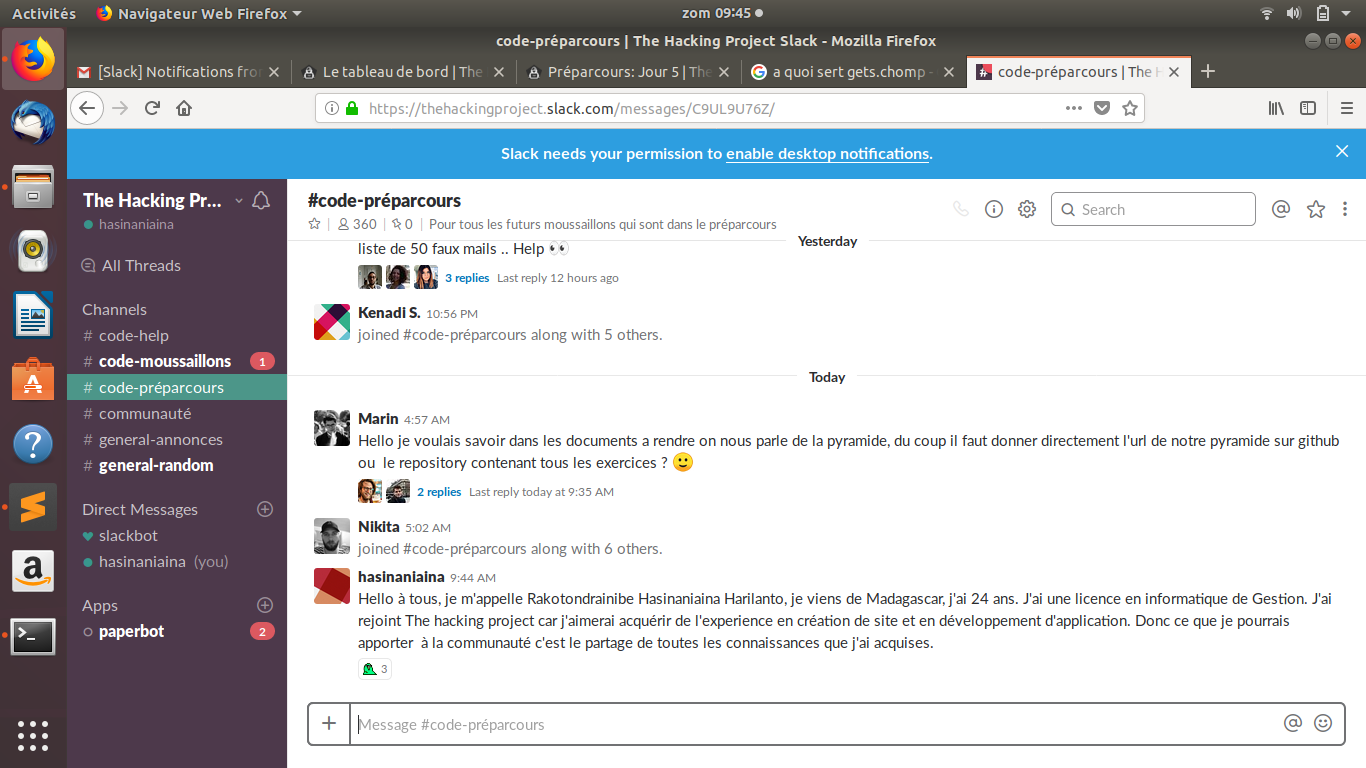 Activités Navigateur Web Firefox zom 09:45
code-préparcours | The Hacking Project Slack - Mozilla Firefox
[Slack] Notifications fror Le tableau de bord | The Préparcours: Jour 5 | The a quoi sert gets.chomp - code-préparcours | The H
https://thehackingproject.slack.com/messages/C9UL9U76Z/
Slack needs your permission to enable desktop notifications.
The Hacking Pr...
hasinaniaina
All Threads
Channels
# code-help
# code-moussaillons 1
# code-préparcours
# communauté
# general-annonces
# general-random
Direct Messages
slackbot
hasinaniaina (you)
Apps
paperbot 2
#code-préparcours
360 0 Pour tous les futurs moussaillons qui sont dans le préparcours
Search
Yesterday
liste de 50 faux mails .. Help 👀
3 replies Last reply 12 hours ago
Kenadi S. 10:56 PM
joined #code-préparcours along with 5 others.
Today
Marin 4:57 AM
Hello je voulais savoir dans les documents a rendre on nous parle de la pyramide, du coup il faut donner directement l'url de notre pyramide sur github
ou le repository contenant tous les exercices ? 🙂
2 replies Last reply today at 9:35 AM
Nikita 5:02 AM
joined #code-préparcours along with 6 others.
hasinaniaina 9:44 AM
Hello à tous, je m'appelle Rakotondrainibe Hasinaniaina Harilanto, je viens de Madagascar, j'ai 24 ans. J'ai une licence en informatique de Gestion. J'ai
rejoint The hacking project car j'aimerai acquérir de l'experience en création de site et en développement d'application. Donc ce que je pourrais
apporter à la communauté c'est le partage de toutes les connaissances que j'ai acquises.
3
Message #code-préparcours